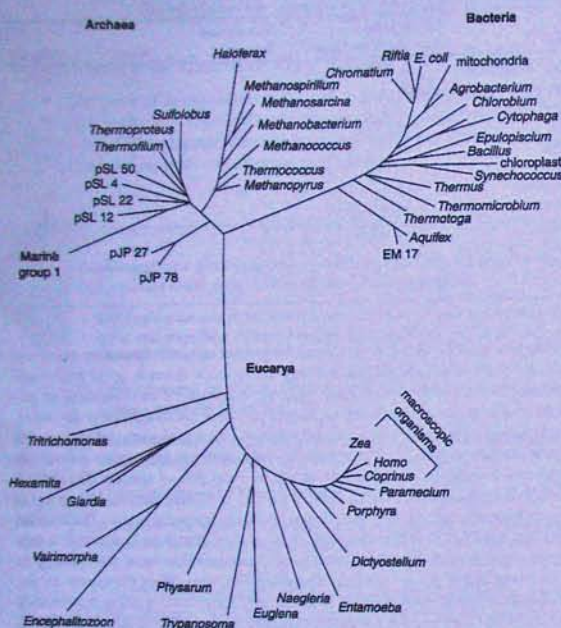 Archaea
Bacteria
Haloferax
Riftia
E. coli
mitochondria
Chromatium
Methanospirillum
Agrobacterium
Methanosarcina
Chlorobium
Sulfolobus
Cytophaga
Thermoproteus
Methanobacterium
Thermofilum
Methanococcus
Epulopiscium
Bacillus
pSL 50
chloroplast
pSL 4
Thermococcus
Synechococcus
pSL 22
Methanopyrus
Thermus
pSL 12
Thermomicrobium
Thermotoga
Marine
group 1
pJP 27
Aquifex
EM 17
pJP 78
Eucarya
macroscopic
organisms
Tritrichomonas
Zea
Homo
Coprinus
Hexamita
Paramecium
Giardia
Porphyra
Vairimorpha
Dictyostelium
Physarum
Naegleria
Entamoeba
Encephalitozoon
Trypanosoma
Euglena